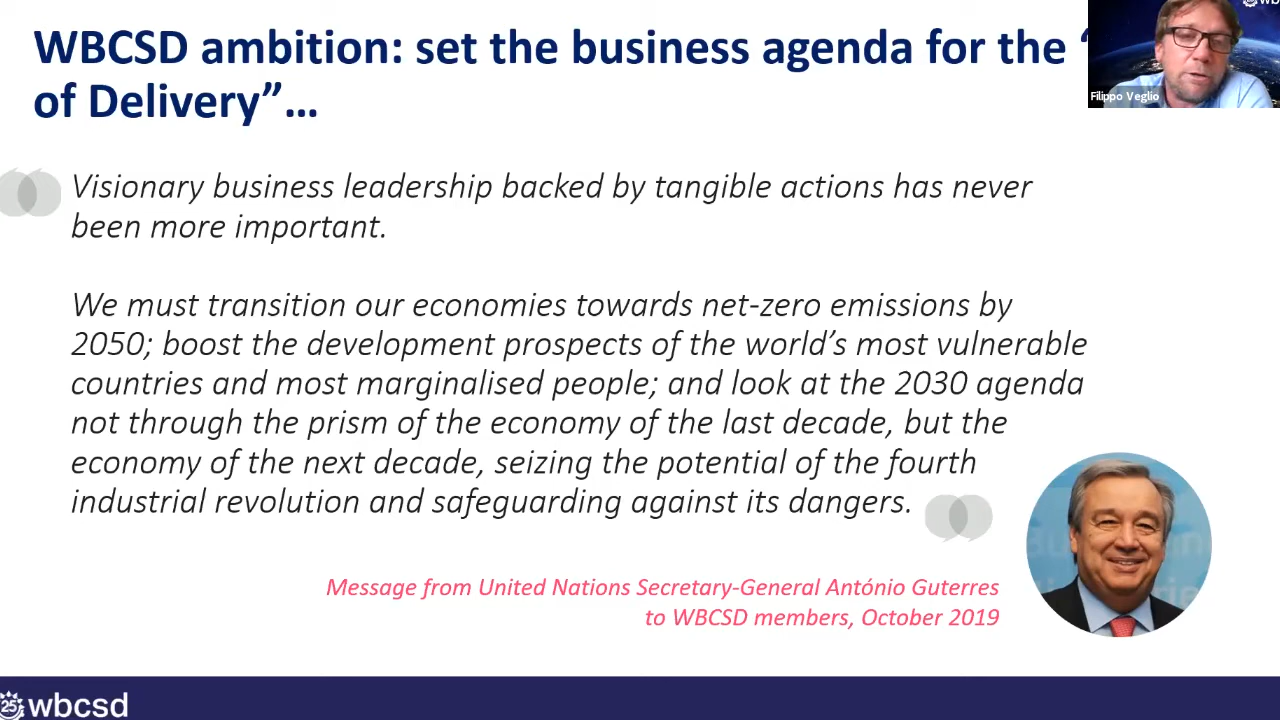 WBCSD ambition: set the business agenda for the “
of Delivery”...
Filippo Veglio
Visionary business leadership backed by tangible actions has never
been more important.
We must transition our economies towards net-zero emissions by
2050; boost the development prospects of the world’s most vulnerable
countries and most marginalised people; and look at the 2030 agenda
not through the prism of the economy of the last decade, but the
economy of the next decade, seizing the potential of the fourth
industrial revolution and safeguarding against its dangers.
Message from United Nations Secretary-General António Guterres
to WBCSD members, October 2019
25 wbcsd